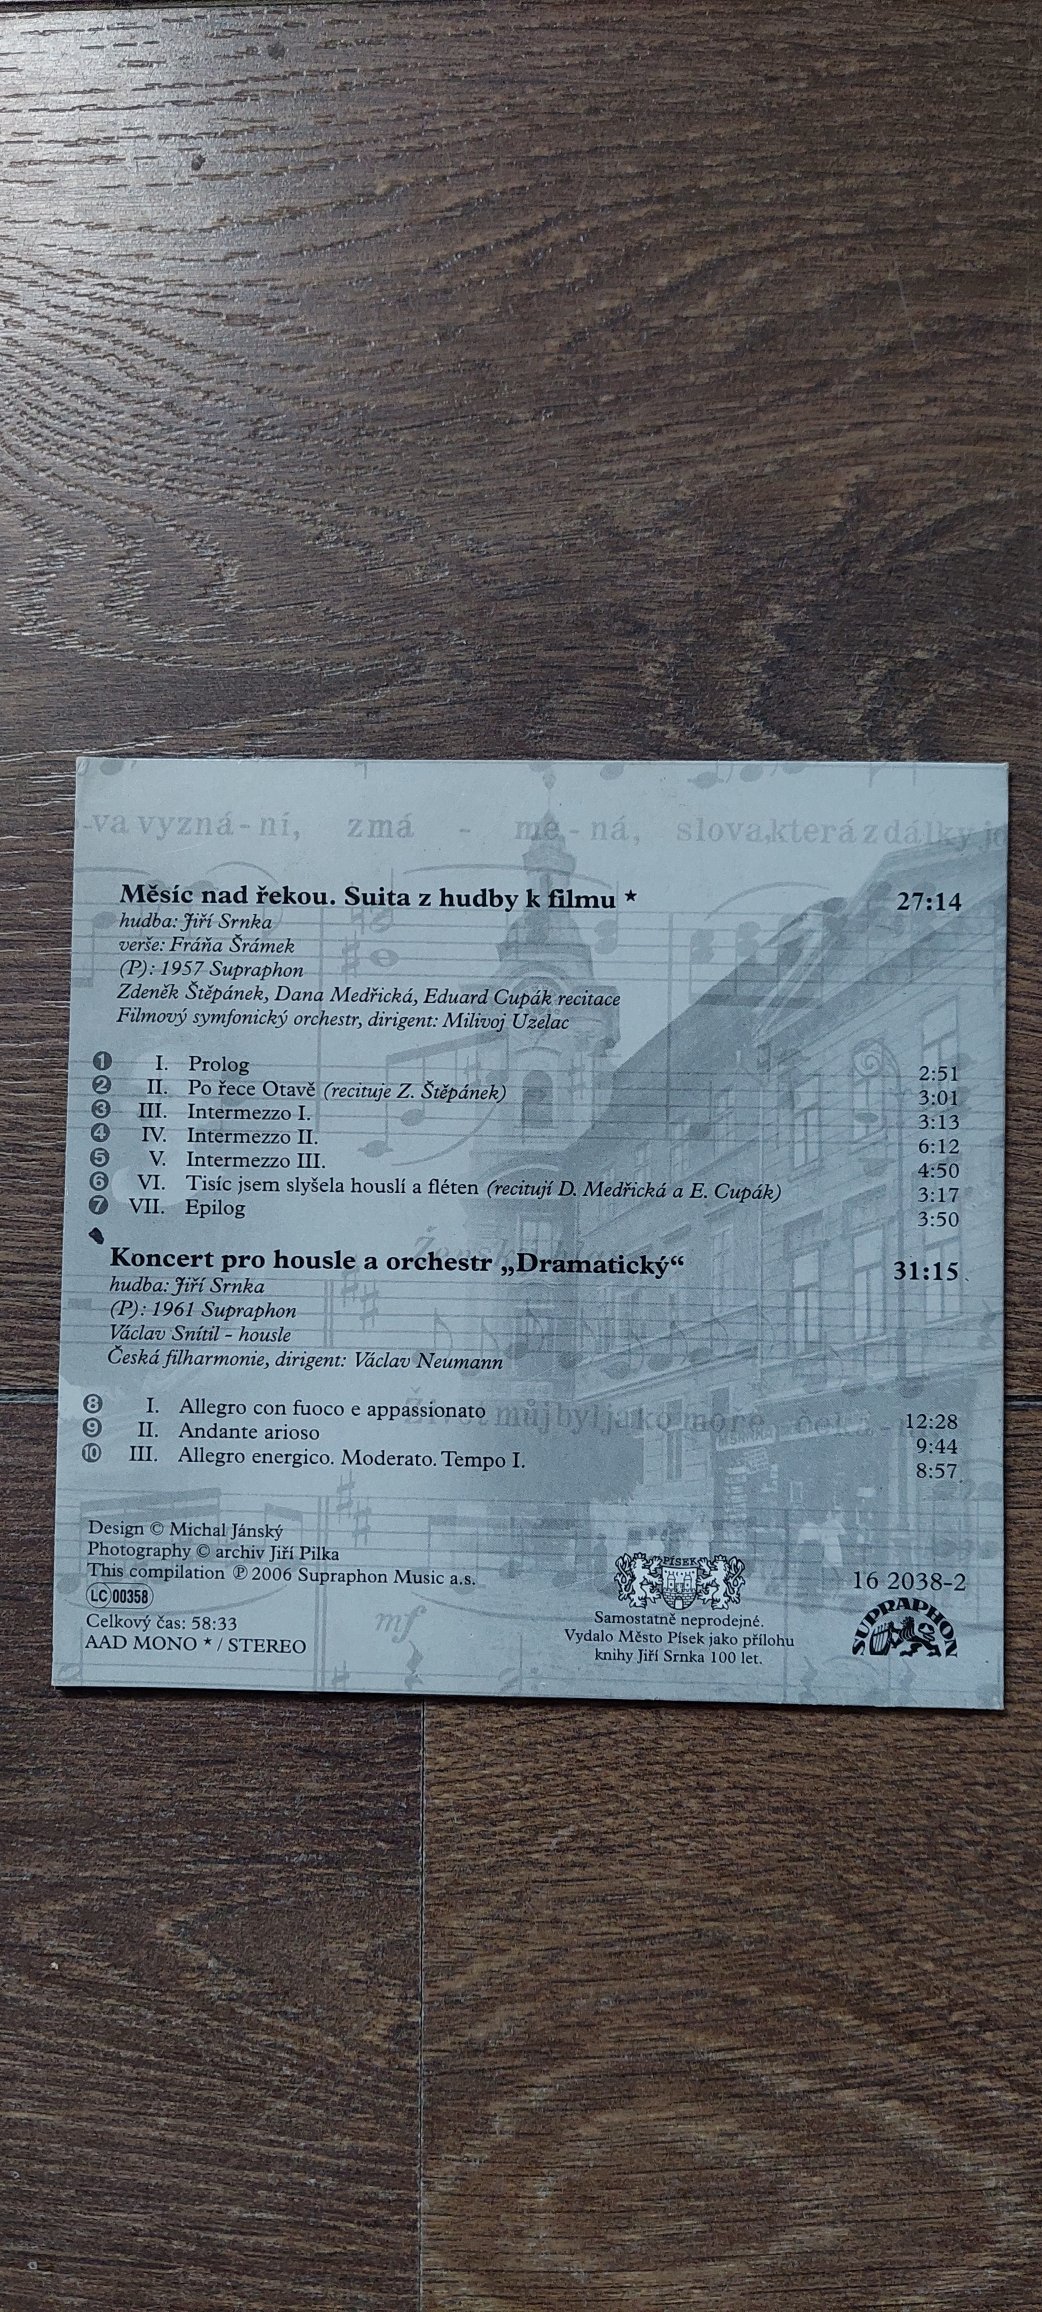 va vyzná - ní, zmá - me - ná, slova,která z dálky
Měsíc nad řekou. Suita z hudby k filmu * 27:14
hudba: Jiří Srnka
verše: Fráňa Šrámek
(P): 1957 Supraphon
Zdeněk Štěpánek, Dana Medřická, Eduard Cupák recitace
Filmový symfonický orchestr, dirigent: Milivoj Uzelac
1 I. Prolog 2:51
2 II. Po řece Otavě (recituje Z. Štěpánek) 3:01
3 III. Intermezzo I. 3:13
4 IV. Intermezzo II. 6:12
5 V. Intermezzo III. 4:50
6 VI. Tisíc jsem slyšela houslí a fléten (recitují D. Medřická a E. Cupák) 3:17
7 VII. Epilog 3:50
Koncert pro housle a orchestr „Dramatický“ 31:15
hudba: Jiří Srnka
(P): 1961 Supraphon
Václav Snítil - housle
Česká filharmonie, dirigent: Václav Neumann
Život můj byl jako moře
8 I. Allegro con fuoco e appassionato 12:28
9 II. Andante arioso 9:44
10 III. Allegro energico. Moderato. Tempo I. 8:57
Design © Michal Jánský
Photography © archiv Jiří Pilka
This compilation ℗ 2006 Supraphon Music a.s.
LC 00358
Celkový čas: 58:33
AAD MONO * / STEREO
mf
PÍSEK
Samostatně neprodejné.
Vydalo Město Písek jako přílohu
knihy Jiří Srnka 100 let.
16 2038-2
SUPRAPHON